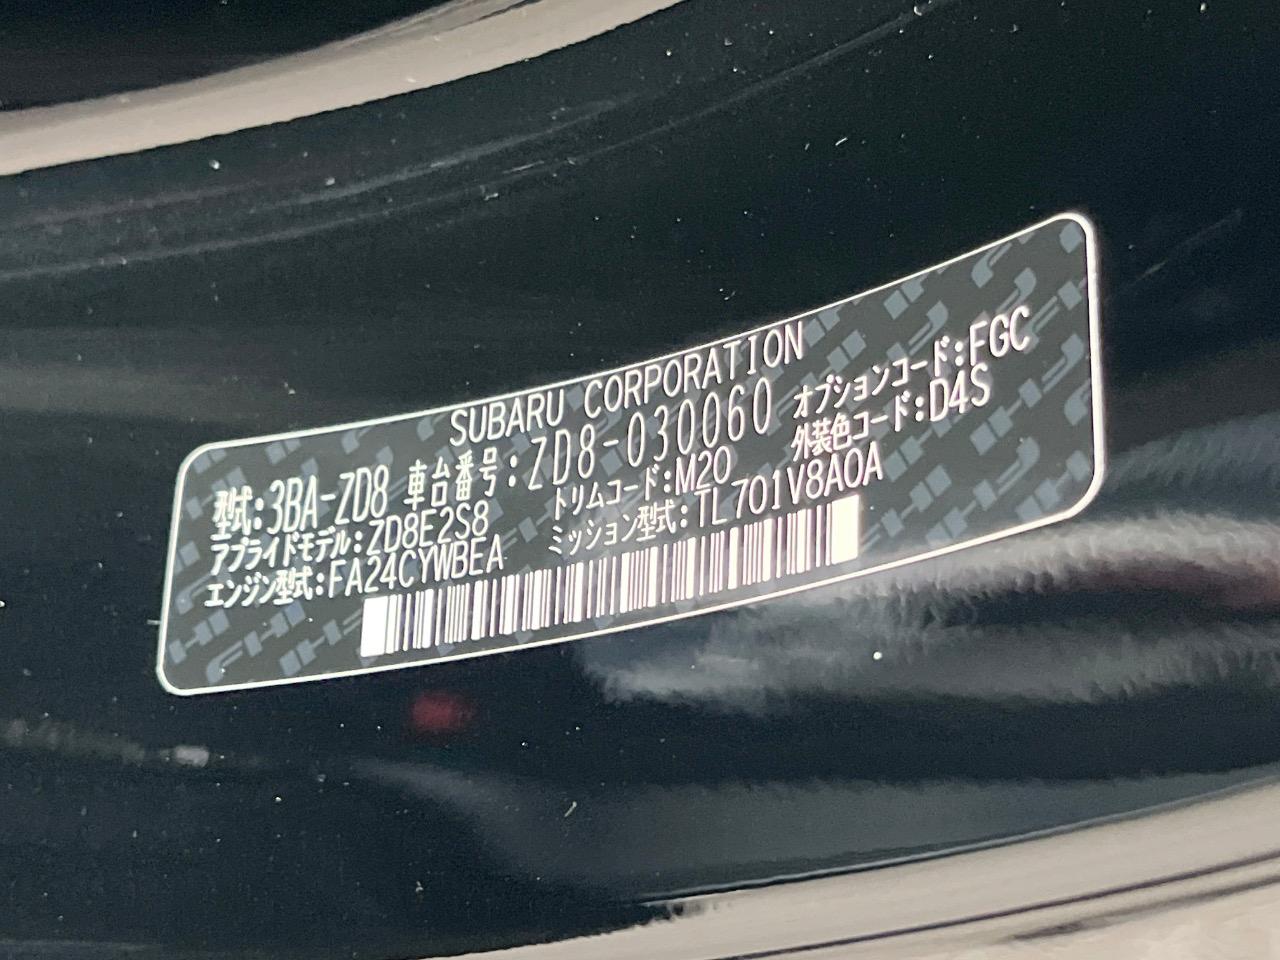 SUBARU CORPORATION
型式:3BA-ZD8 車台番号:ZD8-030060 オプションコード:FGC
アプライドモデル:ZD8E2S8 トリムコード:M20 外装色コード:D4S
エンジン型式:FA24CYWBEA ミッション型式:TL701V8A0A